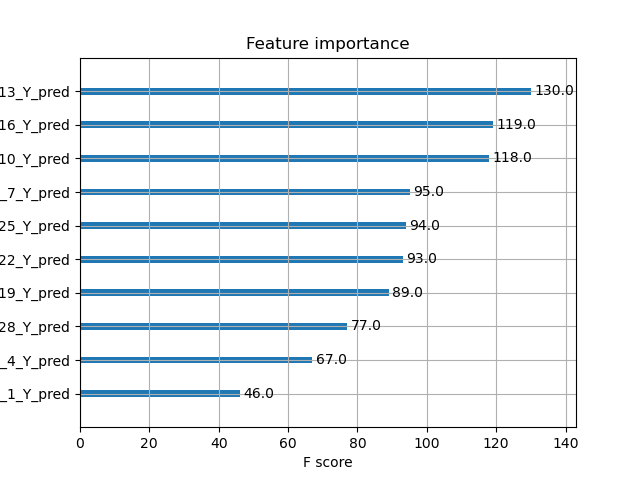 Feature importance
13_Y_pred 130.0
16_Y_pred 119.0
10_Y_pred 118.0
_7_Y_pred 95.0
25_Y_pred 94.0
22_Y_pred 93.0
19_Y_pred 89.0
28_Y_pred 77.0
_4_Y_pred 67.0
_1_Y_pred 46.0
0 20 40 60 80 100 120 140
F score